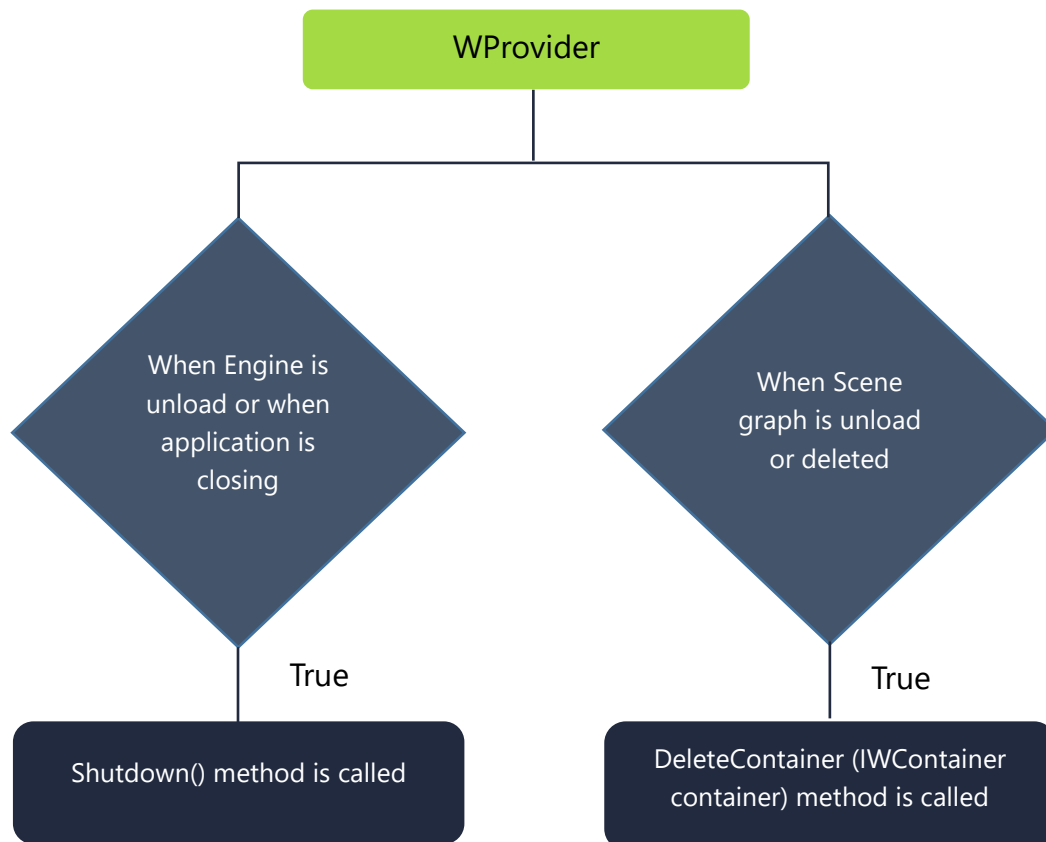 WProvider
When Engine is
unload or when
application is
closing
When Scene
graph is unload
or deleted
True
True
Shutdown() method is called
DeleteContainer (IWContainer
container) method is called